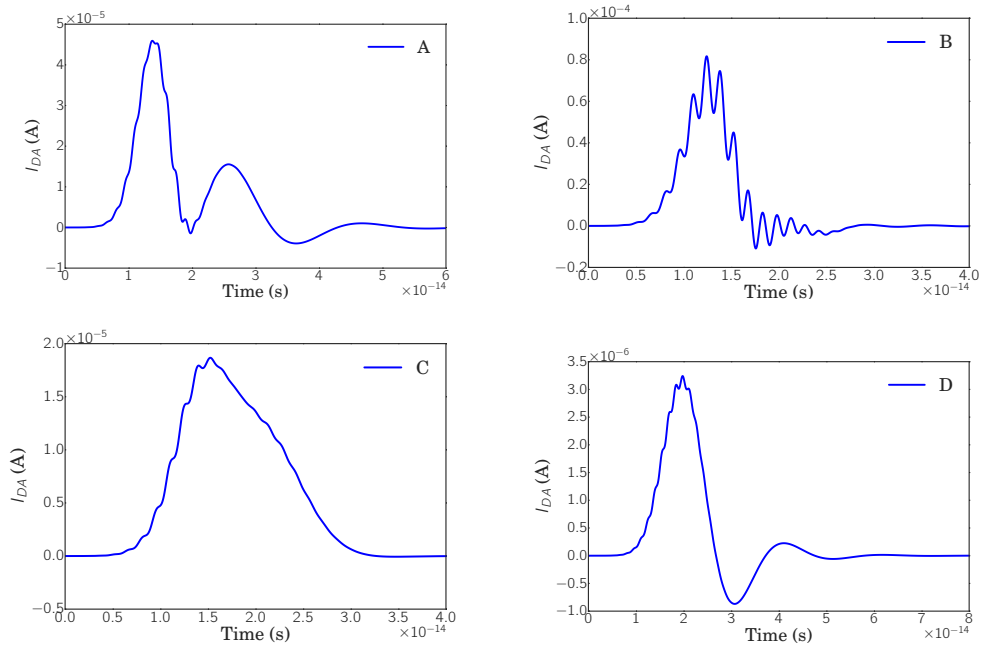 ×10⁻⁵
5
4
3
2
1
0
−1
I_DA (A)
A
0 1 2 3 4 5 6
Time (s)
×10⁻¹⁴
×10⁻⁴
1.0
0.8
0.6
0.4
0.2
0.0
−0.2
I_DA (A)
B
0.0 0.5 1.0 1.5 2.0 2.5 3.0 3.5 4.0
Time (s)
×10⁻¹⁴
×10⁻⁵
2.0
1.5
1.0
0.5
0.0
−0.5
I_DA (A)
C
0.0 0.5 1.0 1.5 2.0 2.5 3.0 3.5 4.0
Time (s)
×10⁻¹⁴
×10⁻⁶
3.5
3.0
2.5
2.0
1.5
1.0
0.5
0.0
−0.5
−1.0
I_DA (A)
D
0 1 2 3 4 5 6 7 8
Time (s)
×10⁻¹⁴